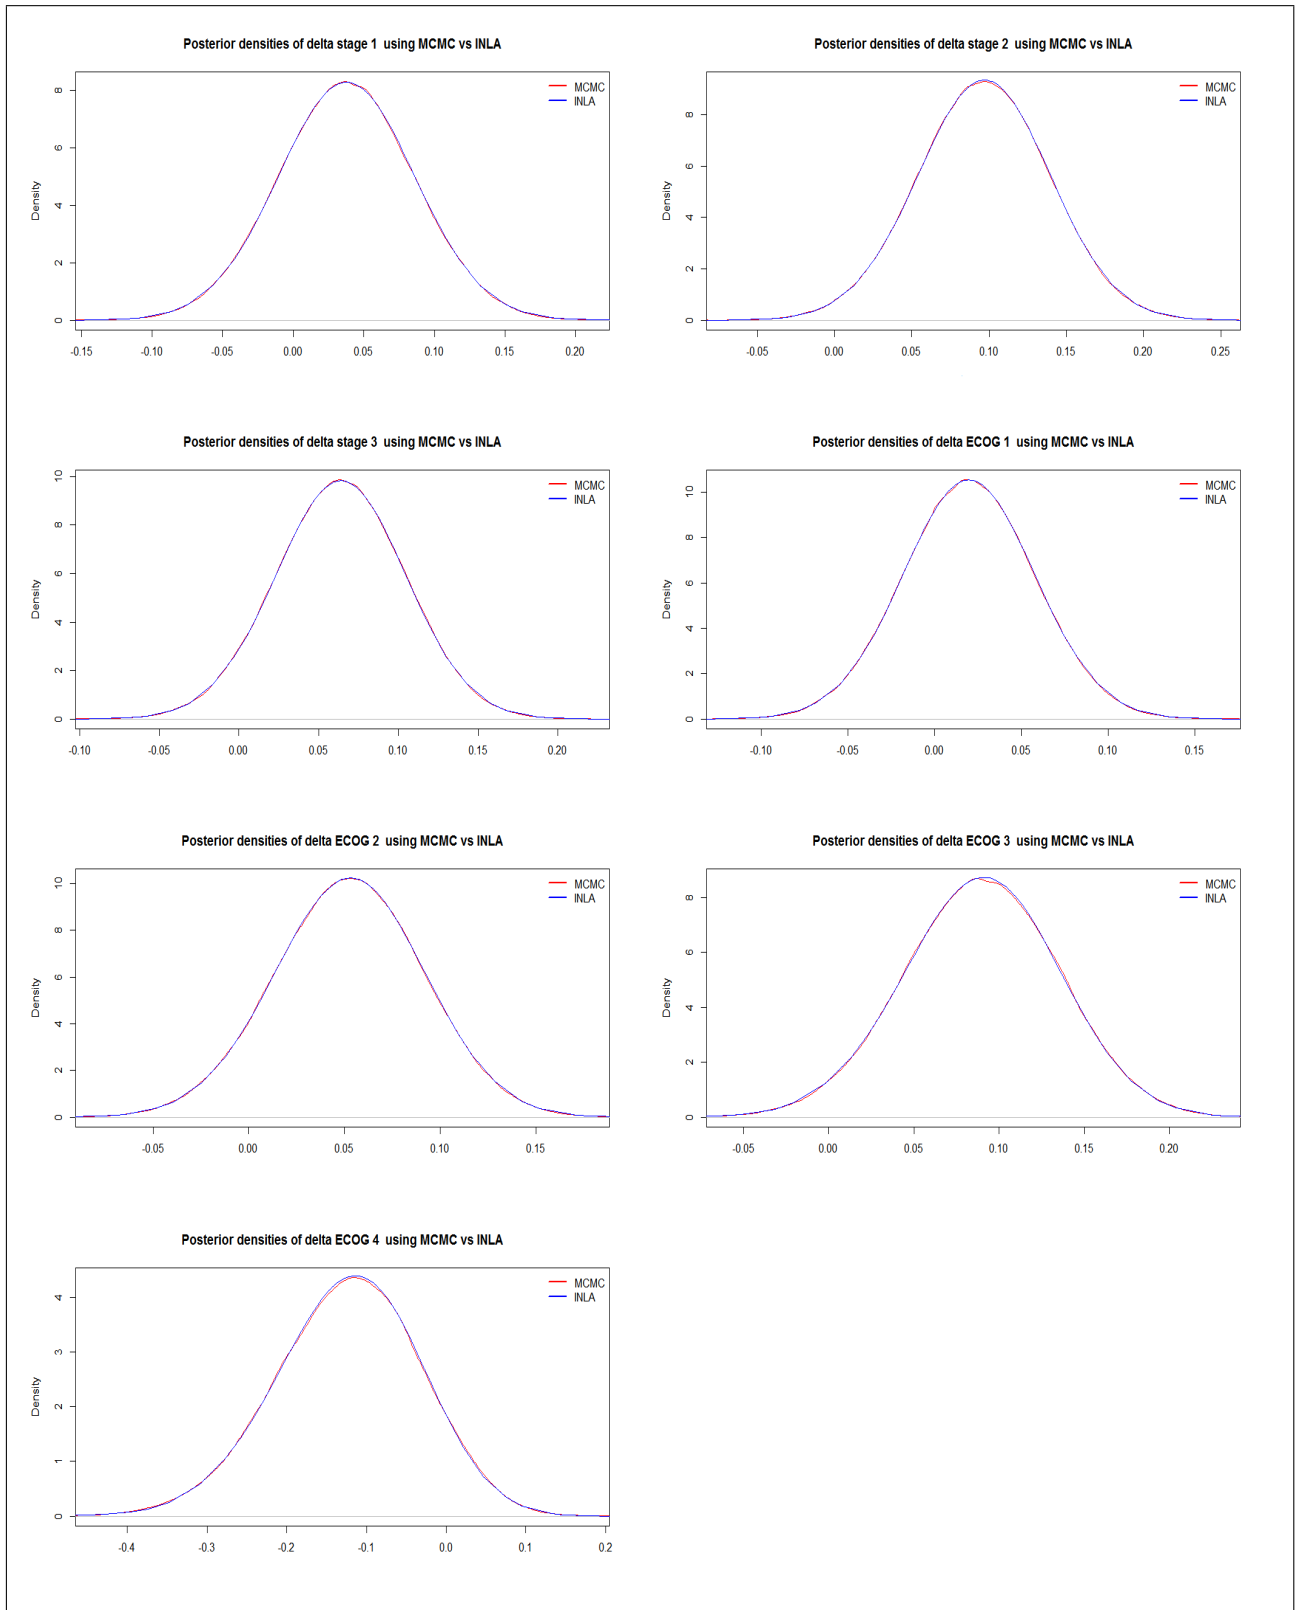 Posterior densities of delta stage 1 using MCMC vs INLA
MCMC
INLA
Density
0 2 4 6 8
-0.15 -0.10 -0.05 0.00 0.05 0.10 0.15 0.20
Posterior densities of delta stage 2 using MCMC vs INLA
MCMC
INLA
Density
0 2 4 6 8
-0.05 0.00 0.05 0.10 0.15 0.20 0.25
Posterior densities of delta stage 3 using MCMC vs INLA
MCMC
INLA
Density
0 2 4 6 8 10
-0.10 -0.05 0.00 0.05 0.10 0.15 0.20
Posterior densities of delta ECOG 1 using MCMC vs INLA
MCMC
INLA
Density
0 2 4 6 8 10
-0.10 -0.05 0.00 0.05 0.10 0.15
Posterior densities of delta ECOG 2 using MCMC vs INLA
MCMC
INLA
Density
0 2 4 6 8 10
-0.05 0.00 0.05 0.10 0.15
Posterior densities of delta ECOG 3 using MCMC vs INLA
MCMC
INLA
Density
0 2 4 6 8
-0.05 0.00 0.05 0.10 0.15 0.20
Posterior densities of delta ECOG 4 using MCMC vs INLA
MCMC
INLA
Density
0 1 2 3 4
-0.4 -0.3 -0.2 -0.1 0.0 0.1 0.2